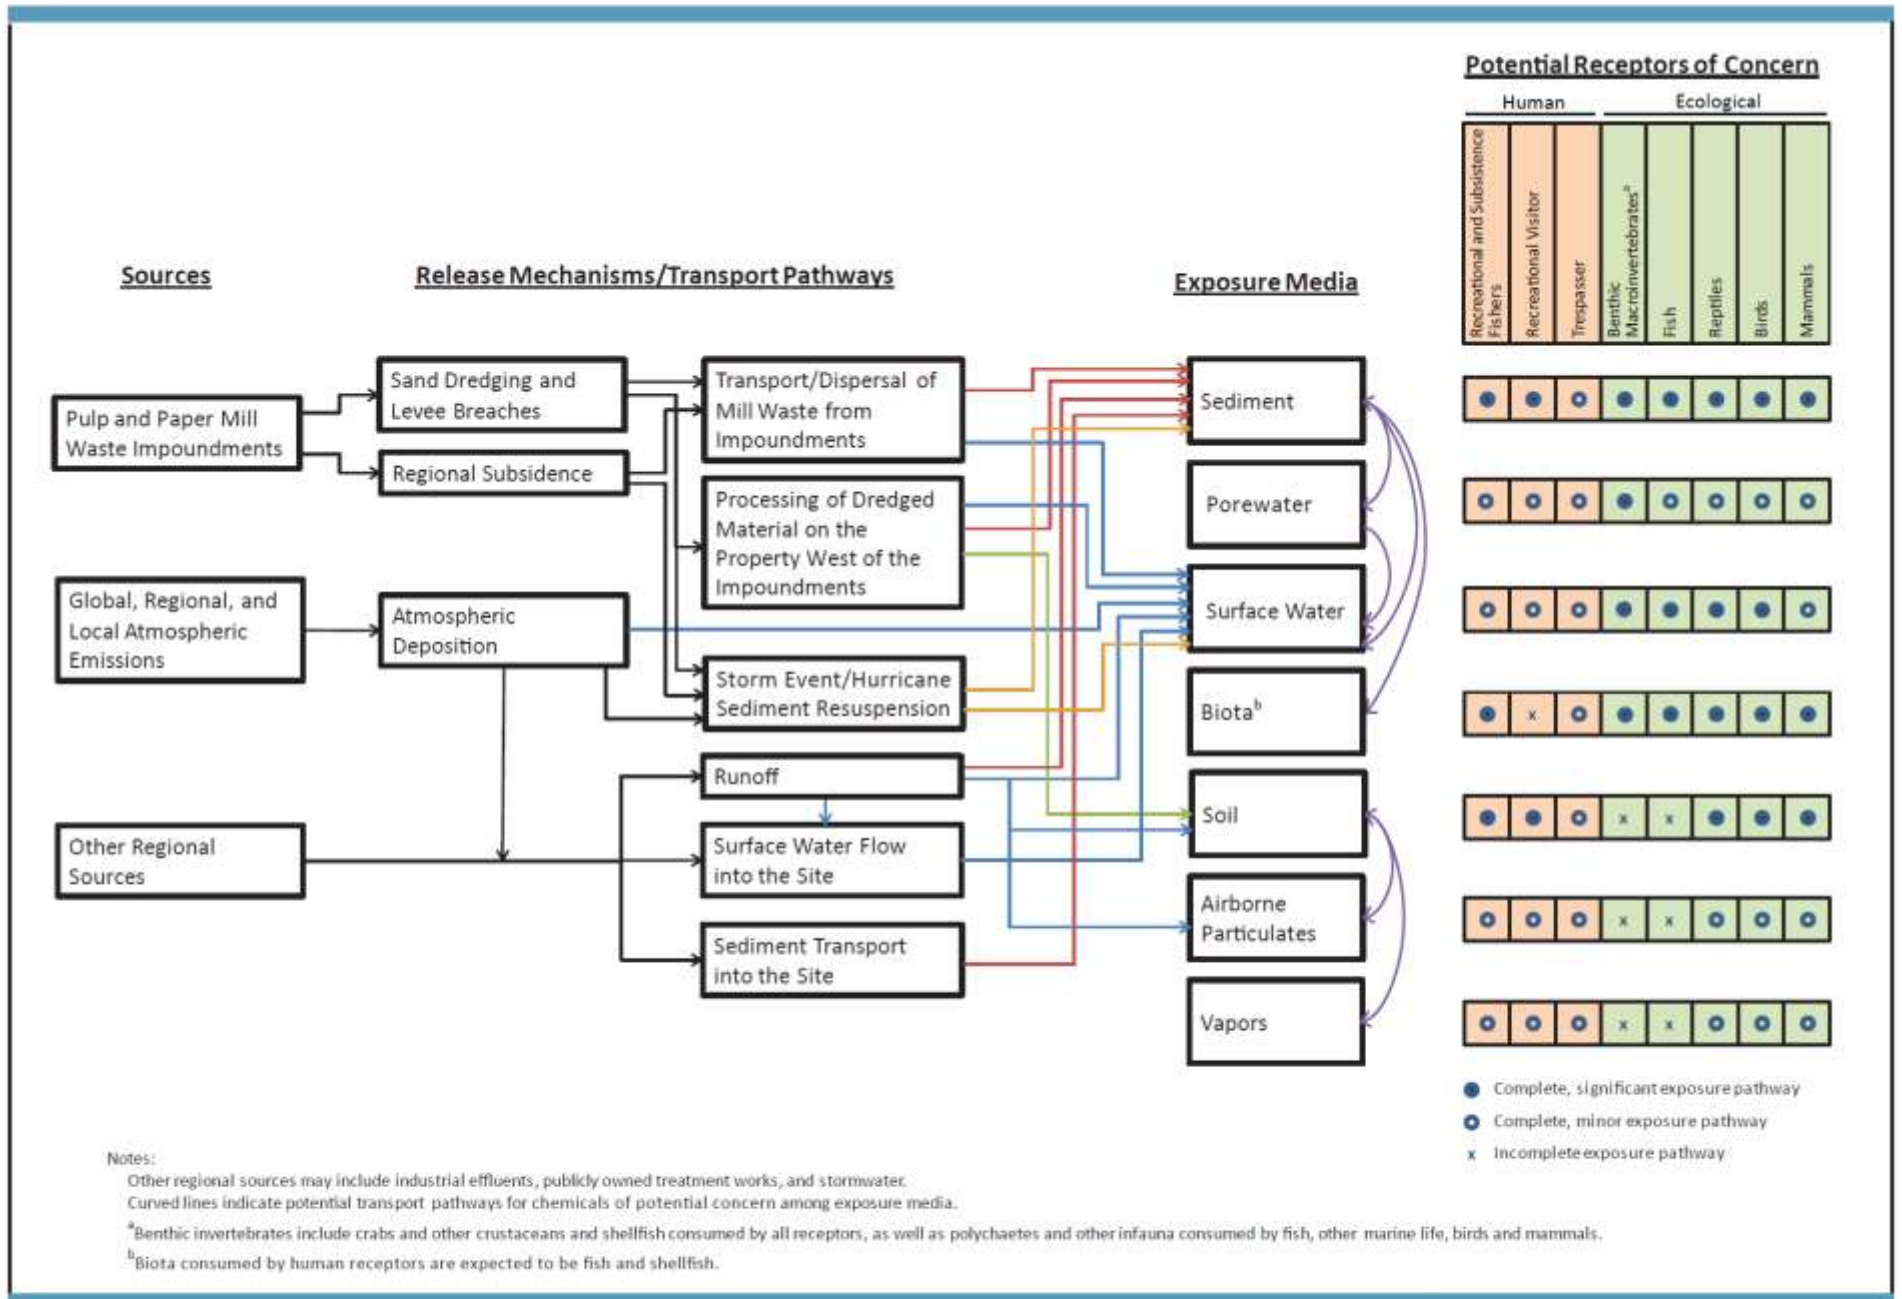 Potential Receptors of Concern
Human
Ecological
Recreational and Subsistence
Fishers
Recreational Visitor
Trespasser
Benthic
Macroinvertebratesᵃ
Fish
Reptiles
Birds
Mammals
Sources
Release Mechanisms/Transport Pathways
Exposure Media
Pulp and Paper Mill
Waste Impoundments
Global, Regional, and
Local Atmospheric
Emissions
Other Regional
Sources
Sand Dredging and
Levee Breaches
Regional Subsidence
Atmospheric
Deposition
Transport/Dispersal of
Mill Waste from
Impoundments
Processing of Dredged
Material on the
Property West of the
Impoundments
Storm Event/Hurricane
Sediment Resuspension
Runoff
Surface Water Flow
into the Site
Sediment Transport
into the Site
Sediment
Porewater
Surface Water
Biotaᵇ
x
Soil
x x
Airborne
Particulates
x x
Vapors
x x
Complete, significant exposure pathway
Complete, minor exposure pathway
x Incomplete exposure pathway
Notes:
Other regional sources may include industrial effluents, publicly owned treatment works, and stormwater.
Curved lines indicate potential transport pathways for chemicals of potential concern among exposure media.
ᵃBenthic invertebrates include crabs and other crustaceans and shellfish consumed by all receptors, as well as polychaetes and other infauna consumed by fish, other marine life, birds and mammals.
ᵇBiota consumed by human receptors are expected to be fish and shellfish.